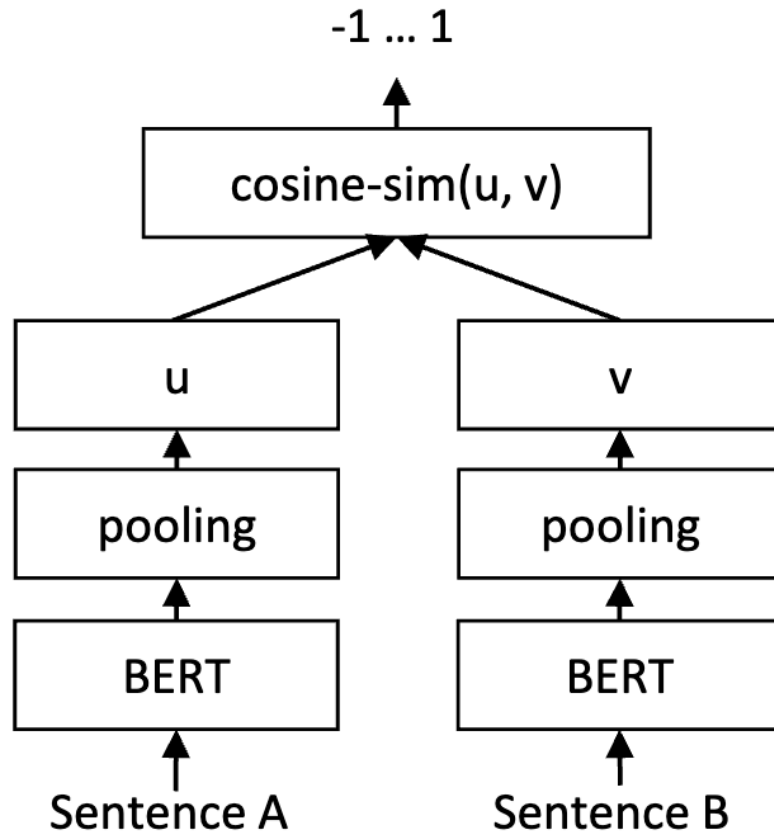 -1 ... 1
cosine-sim(u, v)
u
v
pooling
pooling
BERT
BERT
Sentence A
Sentence B